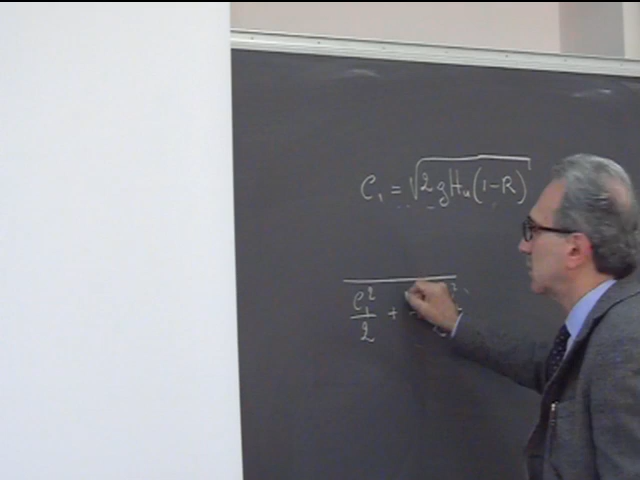 C₁ = √2gHᵤ(1-R)
C₁²/2 +